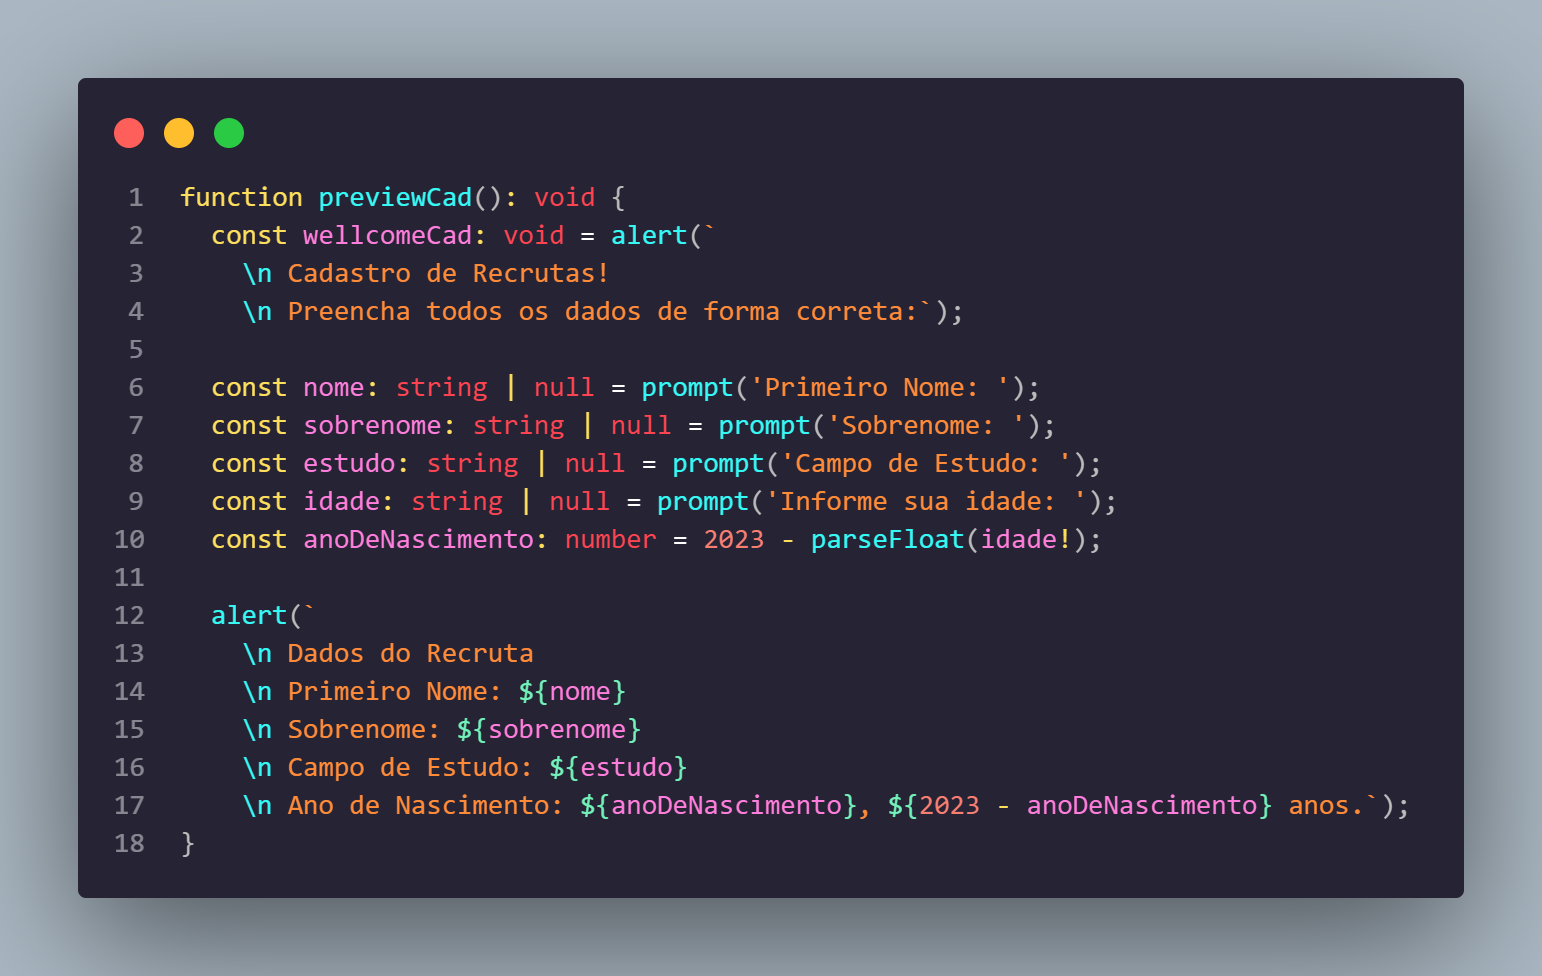 1 function previewCad(): void {
2   const wellcomeCad: void = alert(`
3     \n Cadastro de Recrutas!
4     \n Preencha todos os dados de forma correta:`);
5
6   const nome: string | null = prompt('Primeiro Nome: ');
7   const sobrenome: string | null = prompt('Sobrenome: ');
8   const estudo: string | null = prompt('Campo de Estudo: ');
9   const idade: string | null = prompt('Informe sua idade: ');
10   const anoDeNascimento: number = 2023 - parseFloat(idade!);
11
12   alert(`
13     \n Dados do Recruta
14     \n Primeiro Nome: ${nome}
15     \n Sobrenome: ${sobrenome}
16     \n Campo de Estudo: ${estudo}
17     \n Ano de Nascimento: ${anoDeNascimento}, ${2023 - anoDeNascimento} anos.`);
18 }